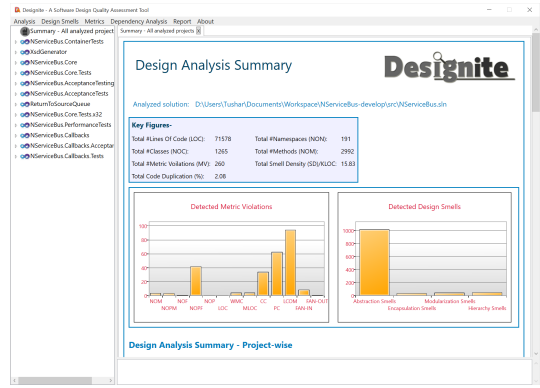 Designite - A Software Design Quality Assessment Tool
Analysis Design Smells Metrics Dependency Analysis Report About
Summary - All analyzed project
NServiceBus.ContainerTests
XsdGenerator
NServiceBus.Core
NServiceBus.Core.Tests
NServiceBus.AcceptanceTesting
NServiceBus.AcceptanceTests
ReturnToSourceQueue
NServiceBus.Core.Tests.x32
NServiceBus.PerformanceTests
NServiceBus.Callbacks
NServiceBus.Callbacks.Acceptar
NServiceBus.Callbacks.Tests
Summary - All analyzed projects x
Design Analysis Summary
Designite
Analyzed solution: D:\Users\Tushar\Documents\Workspace\NServiceBus-develop\src\NServiceBus.sln
Key Figures-
Total #Lines Of Code (LOC): 71578 Total #Namespaces (NON): 191
Total #Classes (NOC): 1265 Total #Methods (NOM): 2992
Total #Metric Voilations (MV): 260 Total Smell Density (SD)/KLOC: 15.83
Total Code Duplication (%): 2.08
Detected Metric Violations
100
80
60
40
20
0
NOM NOF NOP WMC CC LCOM FAN-OUT
NOPM NOPF LOC MLOC PC FAN-IN
Detected Design Smells
1000
800
600
400
200
0
Abstraction Smells Modularization Smells
Encapsulation Smells Hierarchy Smells
Design Analysis Summary - Project-wise